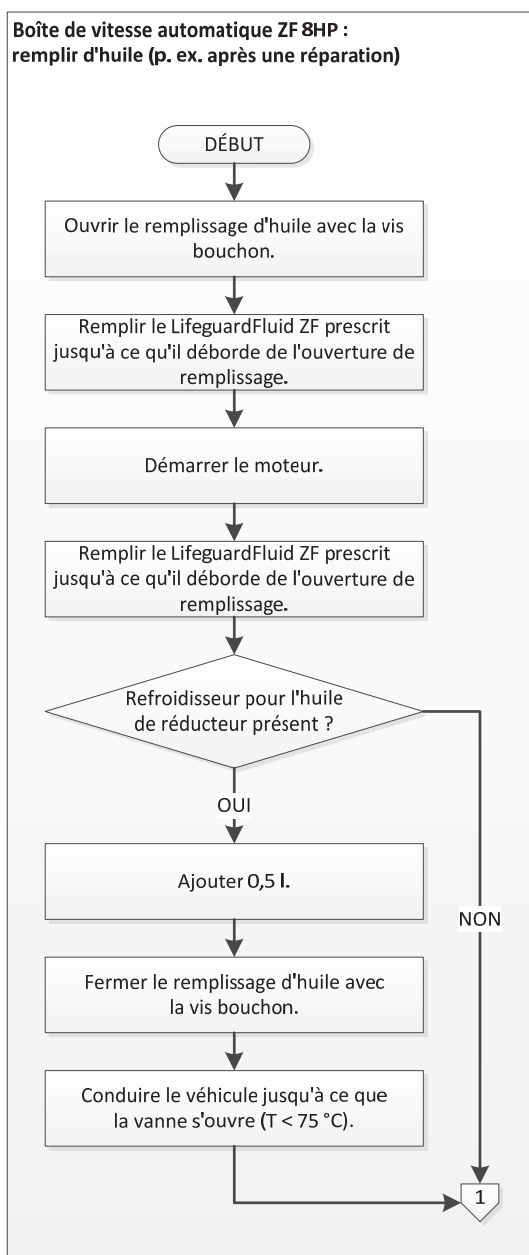 Boîte de vitesse automatique ZF 8HP :
remplir d'huile (p. ex. après une réparation)
DÉBUT
Ouvrir le remplissage d'huile avec la vis
bouchon.
Remplir le LifeguardFluid ZF prescrit
jusqu'à ce qu'il déborde de l'ouverture de
remplissage.
Démarrer le moteur.
Remplir le LifeguardFluid ZF prescrit
jusqu'à ce qu'il déborde de l'ouverture de
remplissage.
Refroidisseur pour l'huile
de réducteur présent ?
OUI
Ajouter 0,5 l.
NON
Fermer le remplissage d'huile avec
la vis bouchon.
Conduire le véhicule jusqu'à ce que
la vanne s'ouvre (T < 75 °C).
1